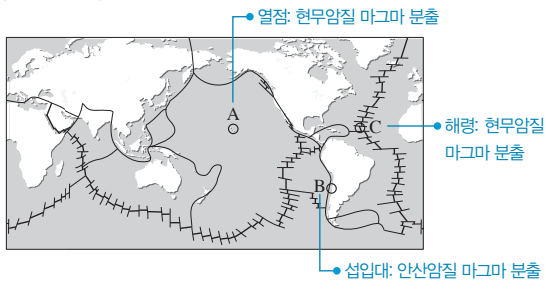 열점: 현무암질 마그마 분출
A
C
해령: 현무암질
마그마 분출
B
섭입대: 안산암질 마그마 분출